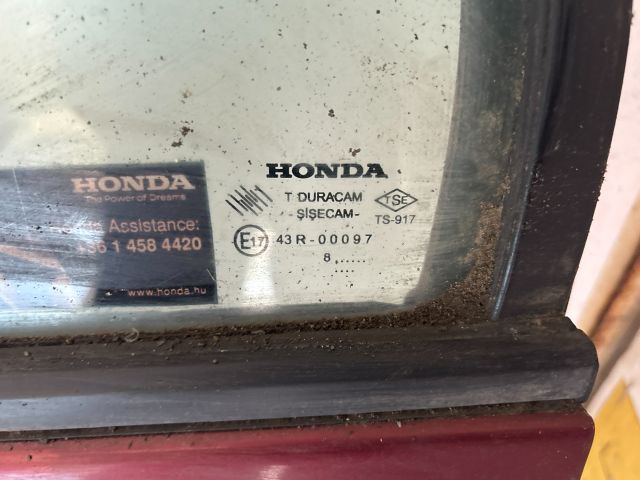 HONDA
T DURACAM
-ŞİŞECAM-
TSE
TS-917
E17 43R-00097
8.......
....
HONDA
The Power of Dreams
Assistance:
1 458 4420
www.honda.hu